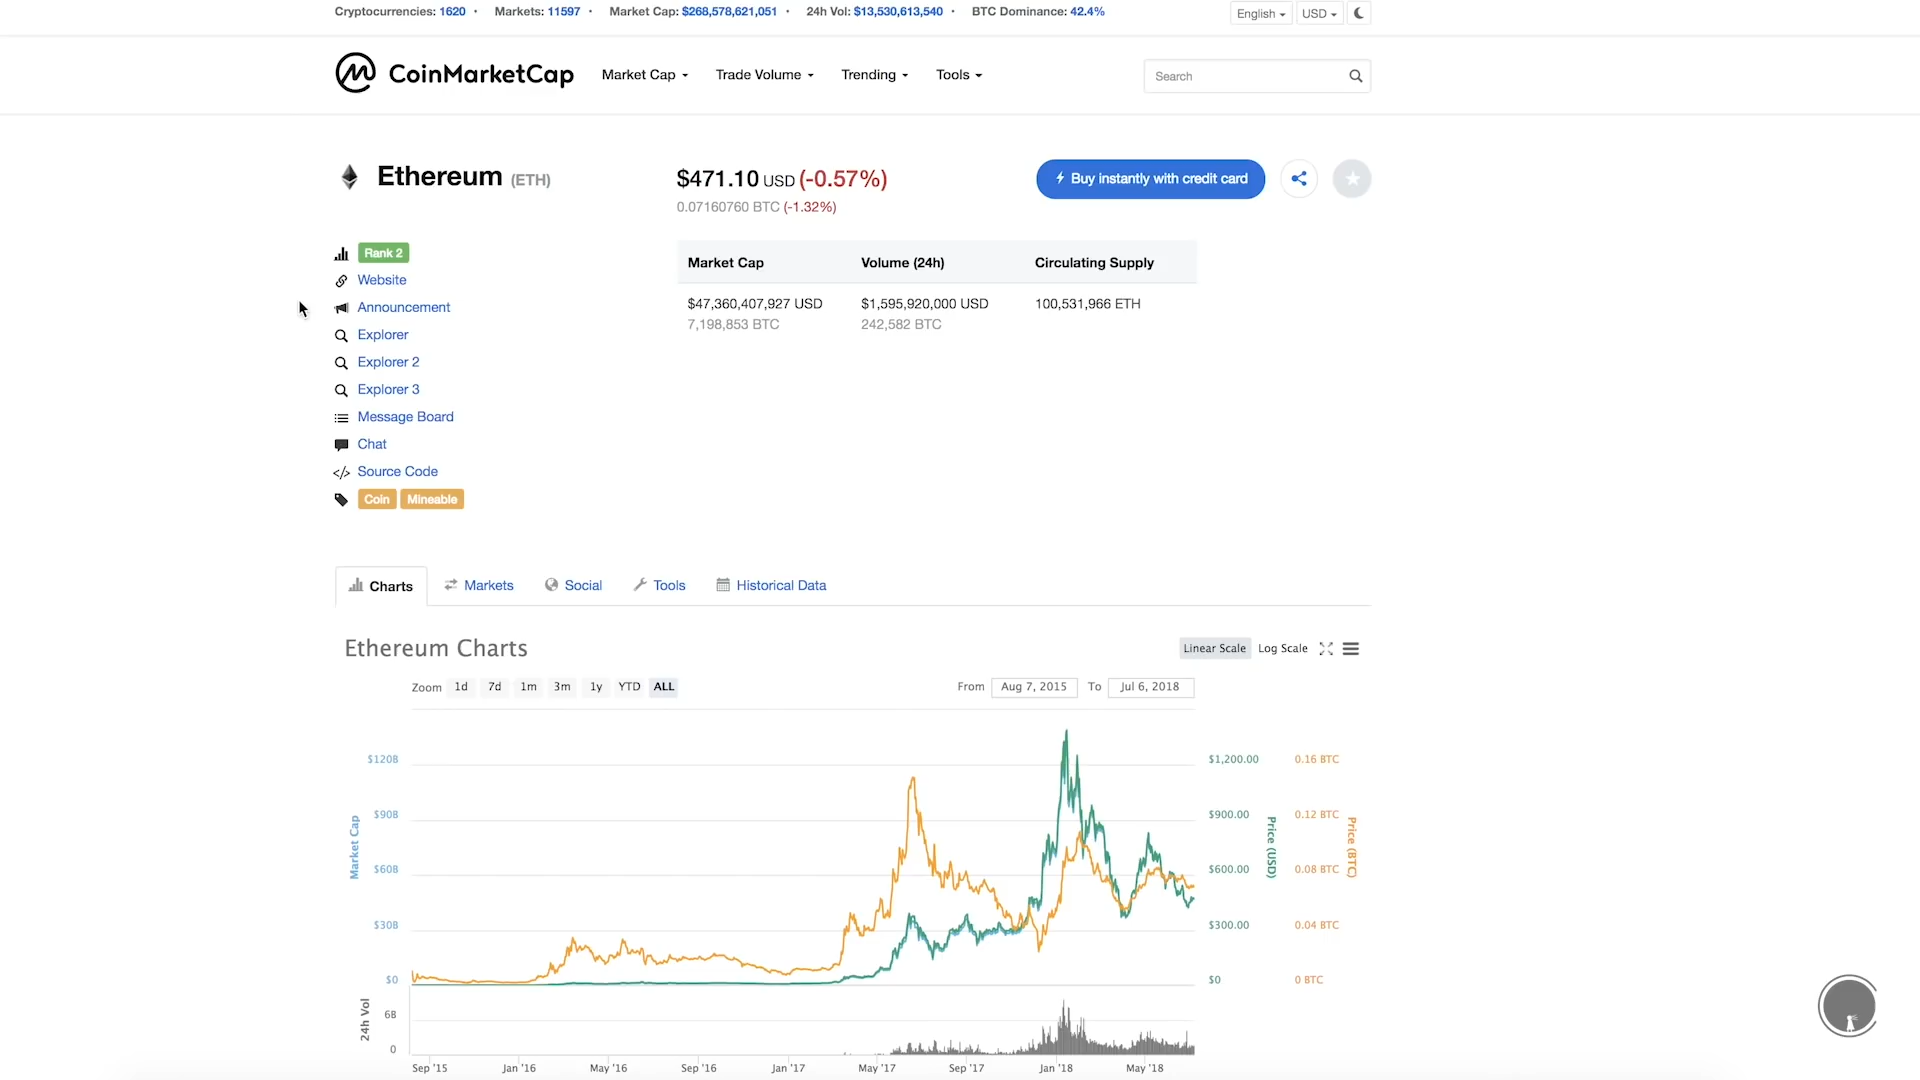 Cryptocurrencies: 1620 • Markets: 11597 • Market Cap: $268,578,621,051 • 24h Vol: $13,530,613,540 • BTC Dominance: 42.4%
English USD
CoinMarketCap Market Cap Trade Volume Trending Tools Search
Ethereum (ETH) $471.10 USD (-0.57%) Buy instantly with credit card
0.07160760 BTC (-1.32%)
Rank 2
Website
Announcement
Explorer
Explorer 2
Explorer 3
Message Board
Chat
Source Code
Coin Mineable
Market Cap Volume (24h) Circulating Supply
$47,360,407,927 USD $1,595,920,000 USD 100,531,966 ETH
7,198,853 BTC 242,582 BTC
Charts Markets Social Tools Historical Data
Ethereum Charts Linear Scale Log Scale
Zoom 1d 7d 1m 3m 1y YTD ALL From Aug 7, 2015 To Jul 6, 2018
$120B $1,200.00 0.16 BTC
$90B $900.00 0.12 BTC
Market Cap Price (USD) Price (BTC)
$60B $600.00 0.08 BTC
$30B $300.00 0.04 BTC
$0 $0 0 BTC
24h Vol
6B
0
Sep '15 Jan '16 May '16 Sep '16 Jan '17 May '17 Sep '17 Jan '18 May '18